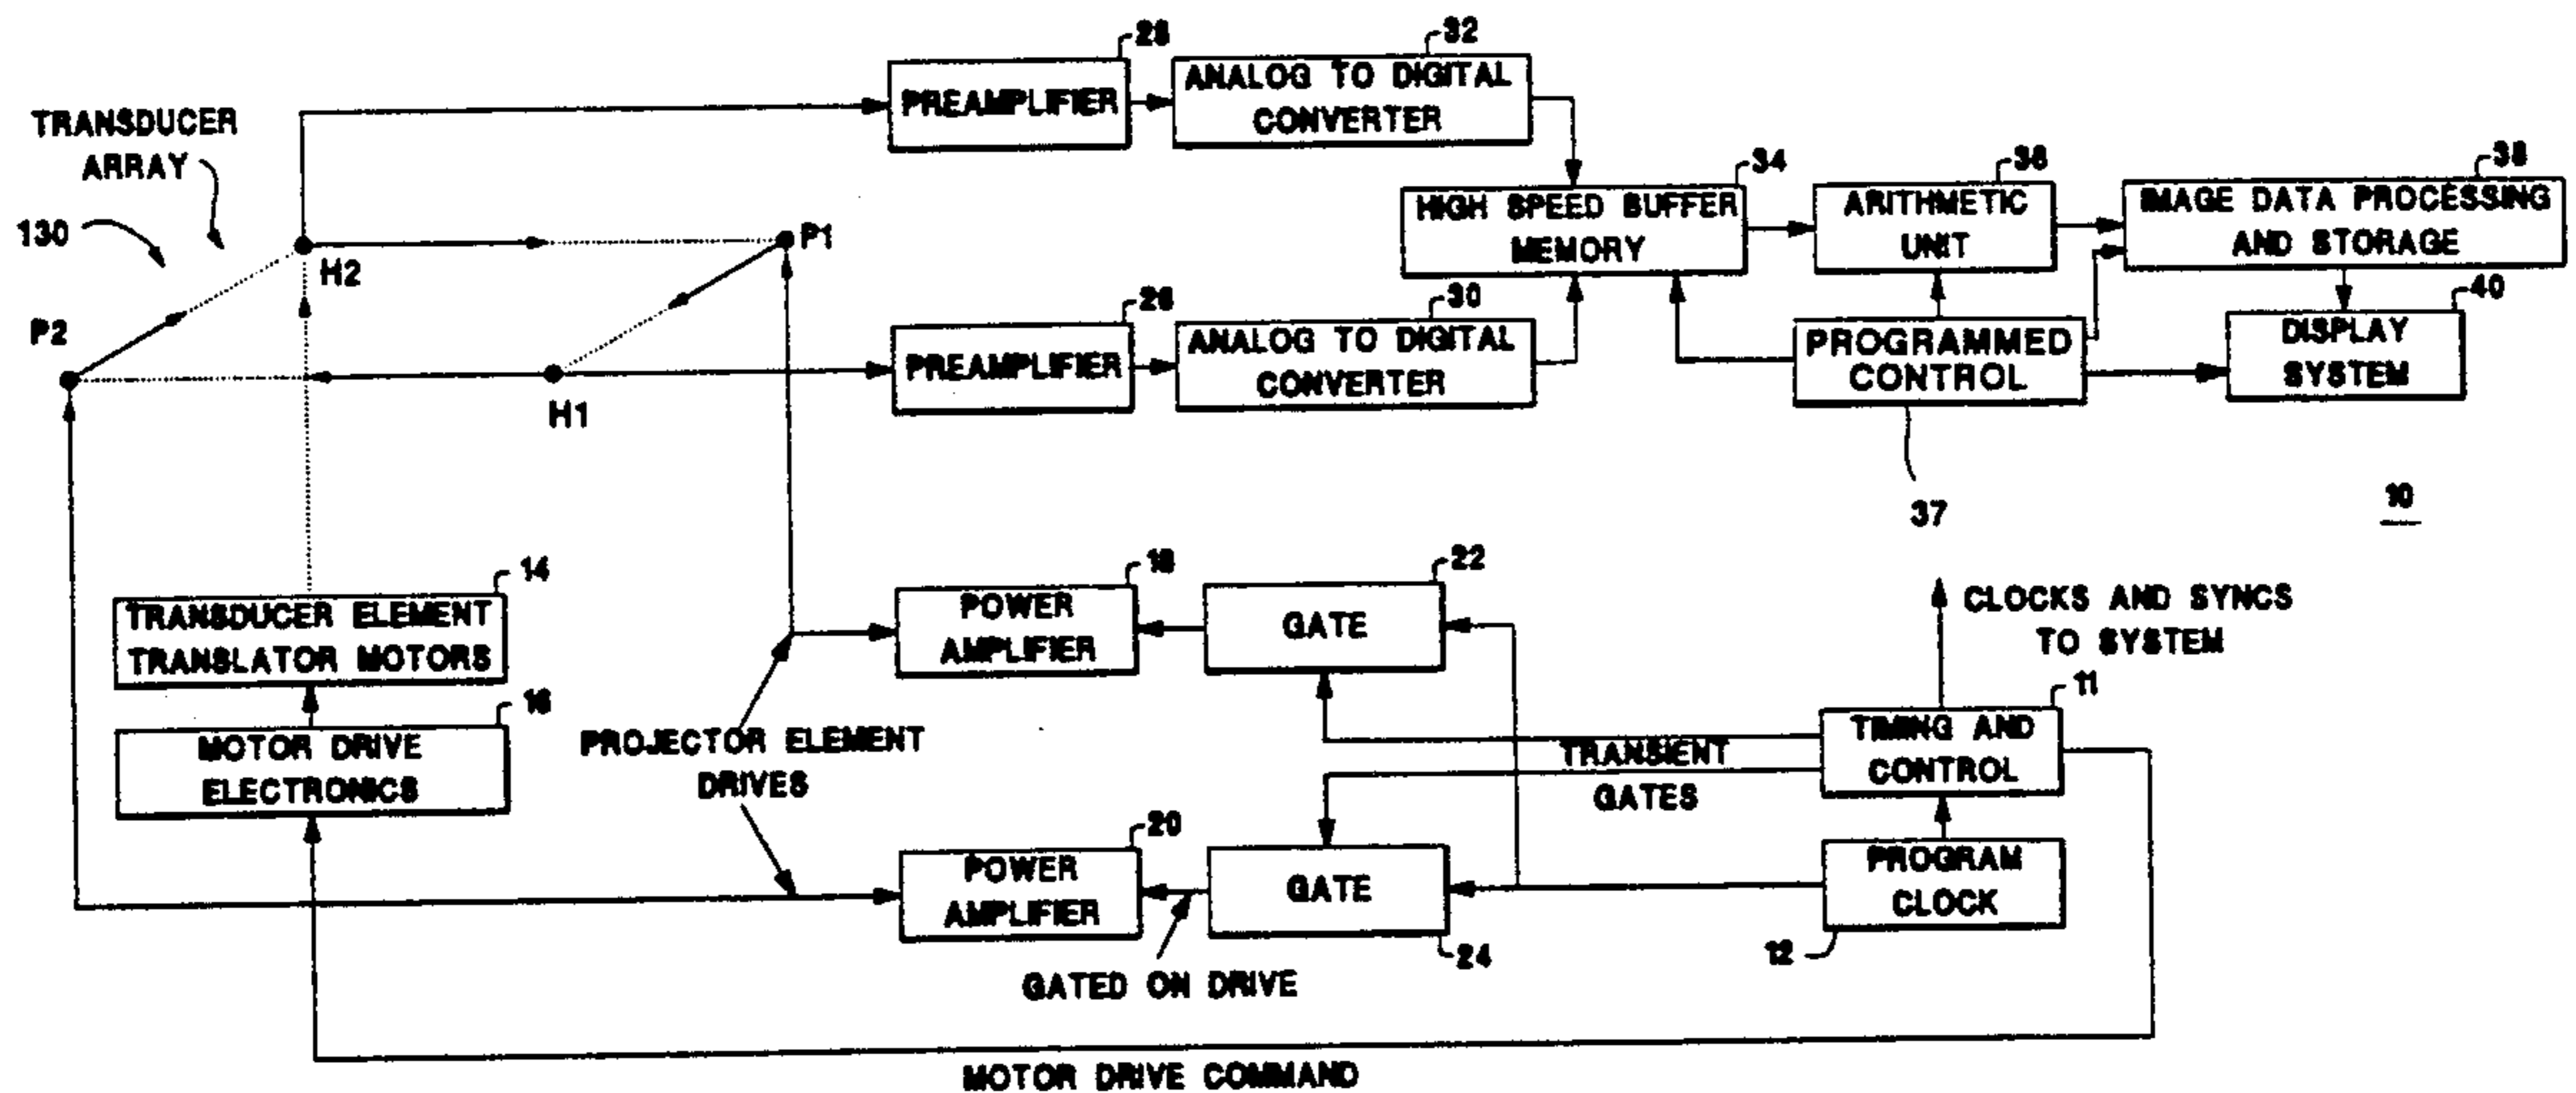 28
32
TRANSDUCER
ARRAY
PREAMPLIFIER
ANALOG TO DIGITAL
CONVERTER
34
36
38
130
H2
P1
HIGH SPEED BUFFER
MEMORY
ARITHMETIC
UNIT
IMAGE DATA PROCESSING
AND STORAGE
P2
H1
26
30
40
PREAMPLIFIER
ANALOG TO DIGITAL
CONVERTER
PROGRAMMED
CONTROL
DISPLAY
SYSTEM
37
10
14
18
22
TRANSDUCER ELEMENT
TRANSLATOR MOTORS
POWER
AMPLIFIER
GATE
CLOCKS AND SYNCS
TO SYSTEM
16
11
MOTOR DRIVE
ELECTRONICS
PROJECTOR ELEMENT
DRIVES
TRANSIENT
GATES
TIMING AND
CONTROL
20
POWER
AMPLIFIER
GATE
PROGRAM
CLOCK
24
12
GATED ON DRIVE
MOTOR DRIVE COMMAND